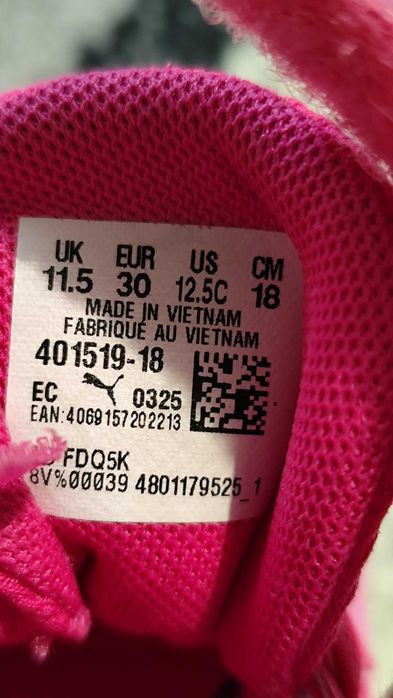 UK EUR US CM
11.5 30 12.5C 18
MADE IN VIETNAM
FABRIQUÉ AU VIETNAM
401519-18
EC 0325
EAN:4069157202213
FDQ5K
8V%00039 4801179525_1